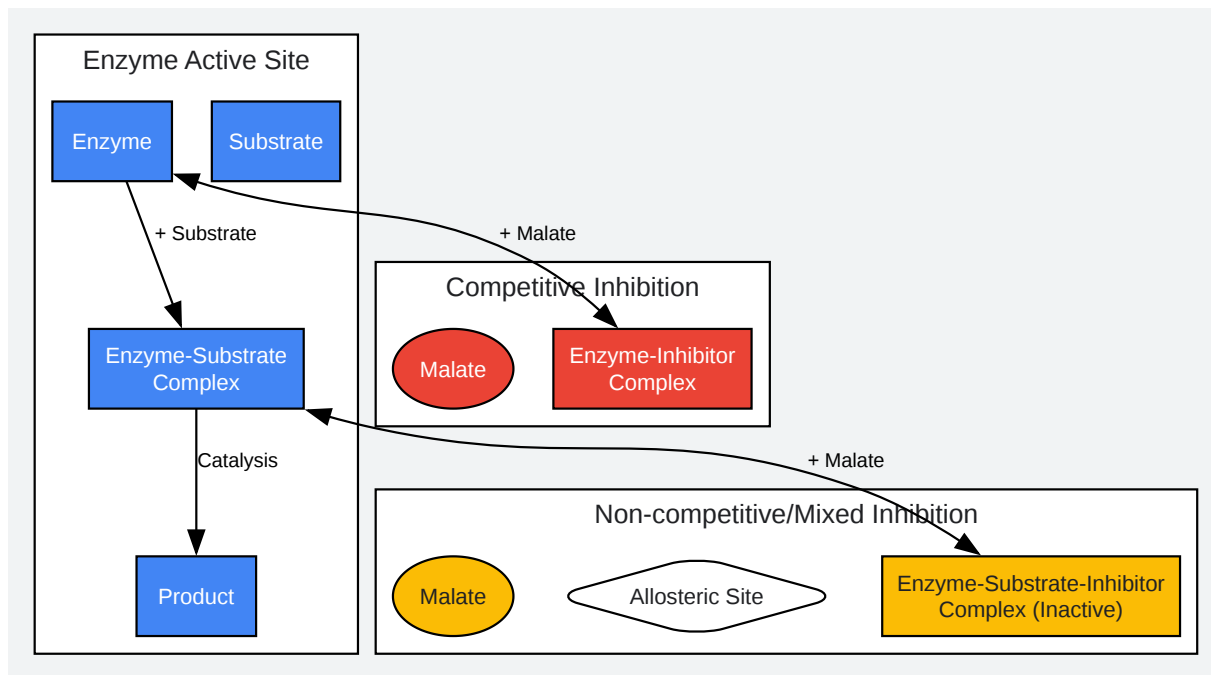 Enzyme Active Site
Enzyme
Substrate
+ Substrate
+ Malate
Competitive Inhibition
Enzyme-Substrate
Complex
Malate
Enzyme-Inhibitor
Complex
Catalysis
+ Malate
Non-competitive/Mixed Inhibition
Product
Malate
Allosteric Site
Enzyme-Substrate-Inhibitor
Complex (Inactive)